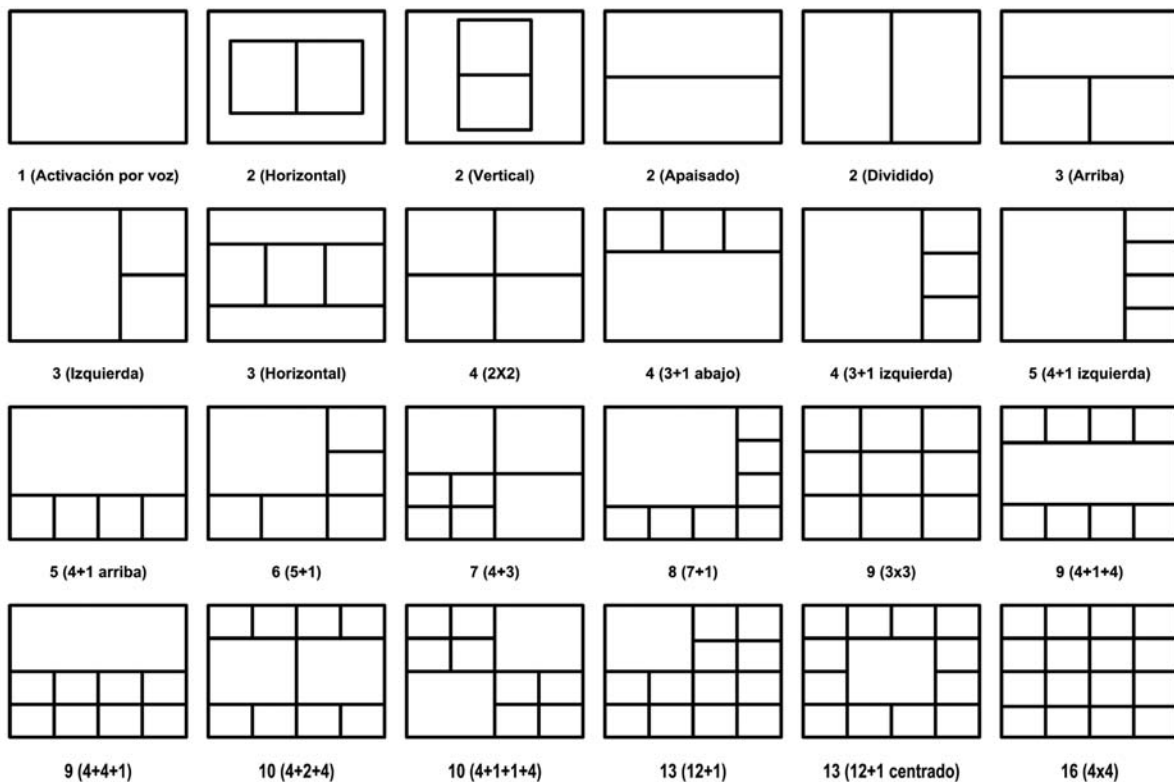 1 (Activación por voz)
2 (Horizontal)
2 (Vertical)
2 (Apaisado)
2 (Dividido)
3 (Arriba)
3 (Izquierda)
3 (Horizontal)
4 (2X2)
4 (3+1 abajo)
4 (3+1 izquierda)
5 (4+1 izquierda)
5 (4+1 arriba)
6 (5+1)
7 (4+3)
8 (7+1)
9 (3x3)
9 (4+1+4)
9 (4+4+1)
10 (4+2+4)
10 (4+1+1+4)
13 (12+1)
13 (12+1 centrado)
16 (4x4)